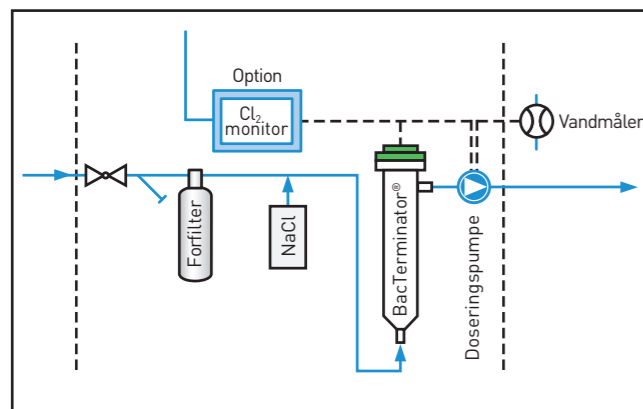 Option
Cl2.
monitor
Vandmåler
Forfilter
NaCl
BacTerminator®
Doseringspumpe